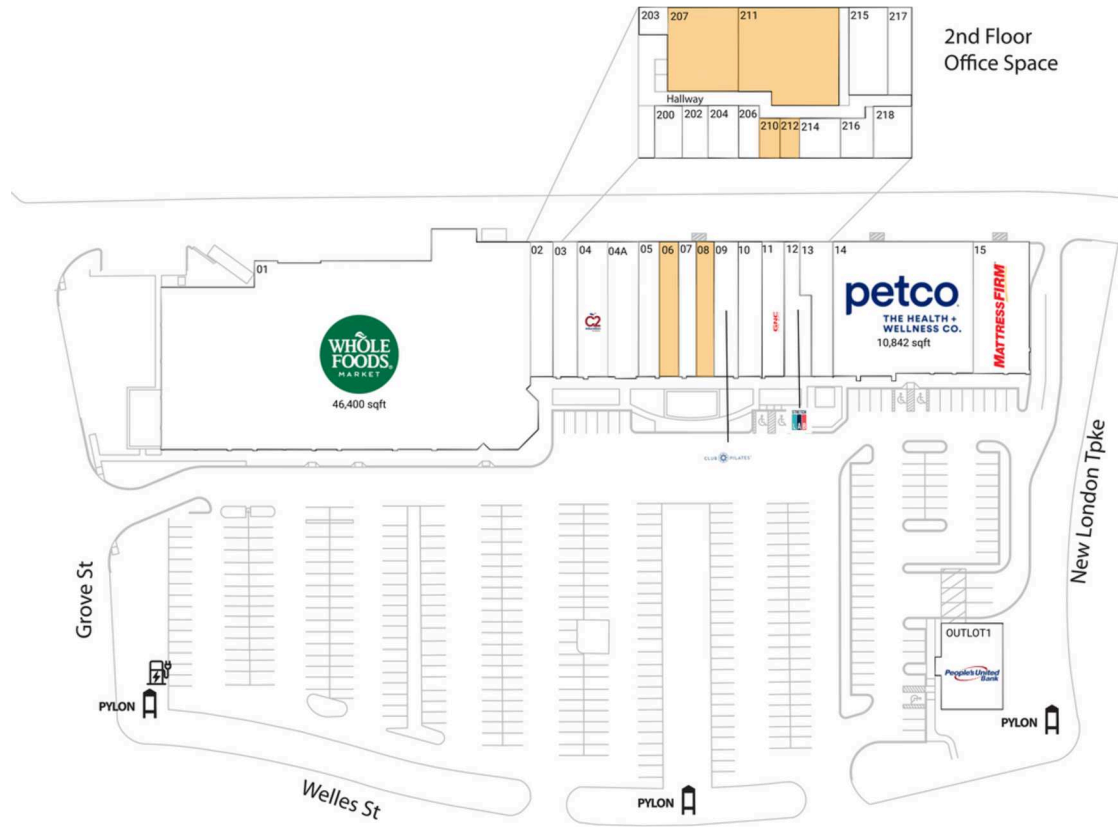 203
207
211
215
217
2nd Floor
Office Space
Hallway
200
202
204
206
210
212
214
216
218
01
02
03
04
04A
05
06
07
08
09
10
11
12
13
14
15
WHOLE
FOODS
MARKET
46,400 sqft
C2
GNC
petco
THE HEALTH +
WELLNESS CO.
10,842 sqft
MATTRESSFIRM
CLUB PILATES
Grove St
New London Tpke
OUTLOT1
People's United
Bank
PYLON
PYLON
Welles St
PYLON